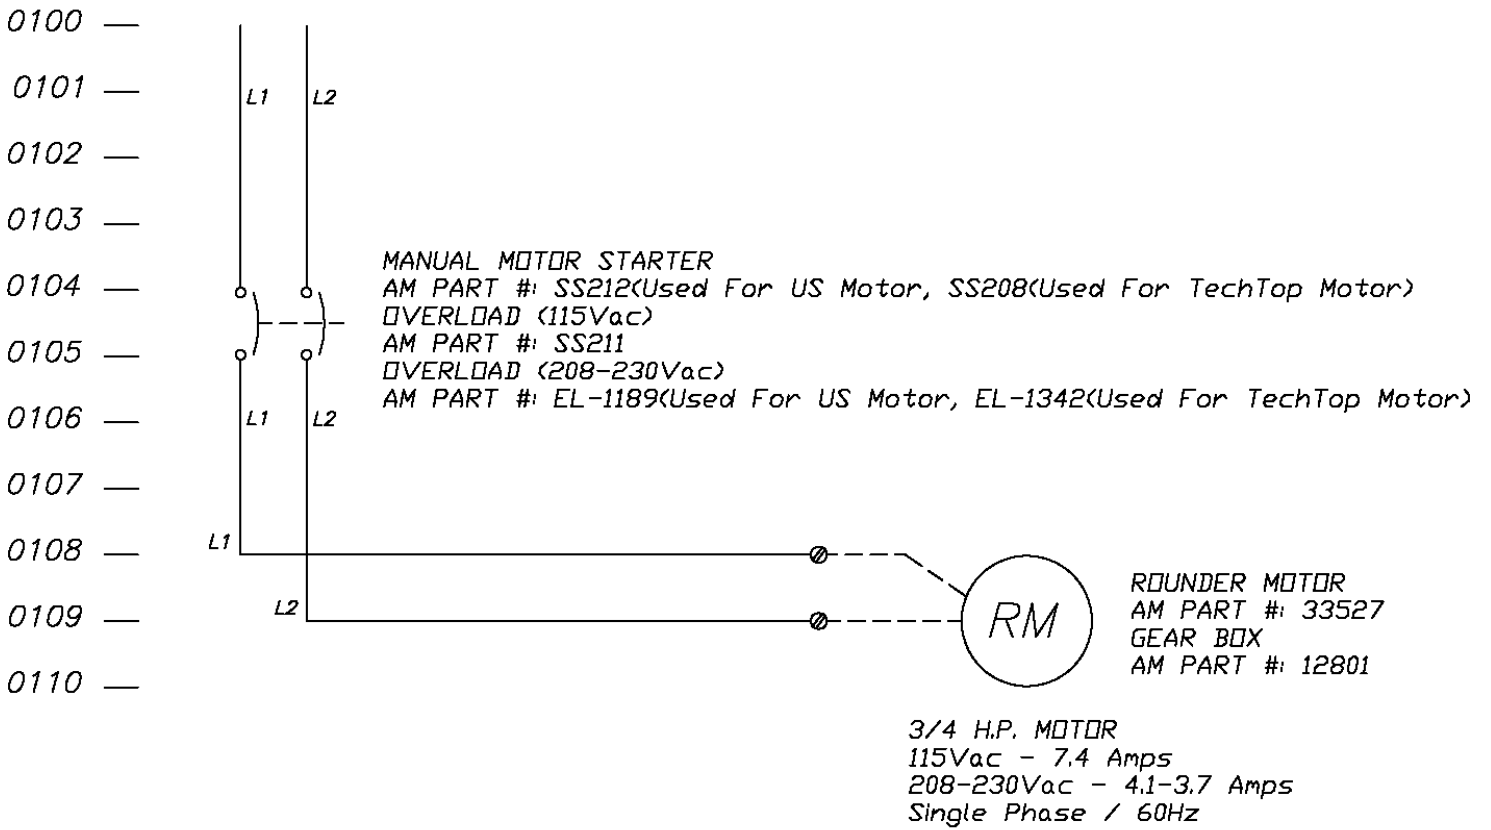 0100
0101
L1 L2
0102
0103
MANUAL MOTOR STARTER
0104
AM PART #: SS212(Used For US Motor, SS208(Used For TechTop Motor)
OVERLOAD (115Vac)
AM PART #: SS211
0105
OVERLOAD (208-230Vac)
AM PART #: EL-1189(Used For US Motor, EL-1342(Used For TechTop Motor)
0106
L1 L2
0107
L1
0108
ROUNDER MOTOR
AM PART #: 33527
GEAR BOX
AM PART #: 12801
L2
0109
RM
0110
3/4 H.P. MOTOR
115Vac - 7.4 Amps
208-230Vac - 4.1-3.7 Amps
Single Phase / 60Hz